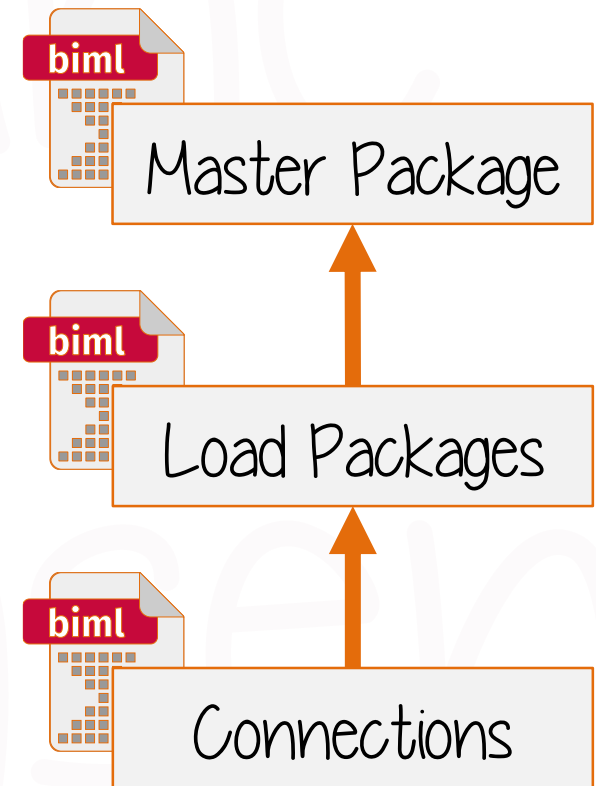 biml
Master Package
biml
Load Packages
biml
Connections